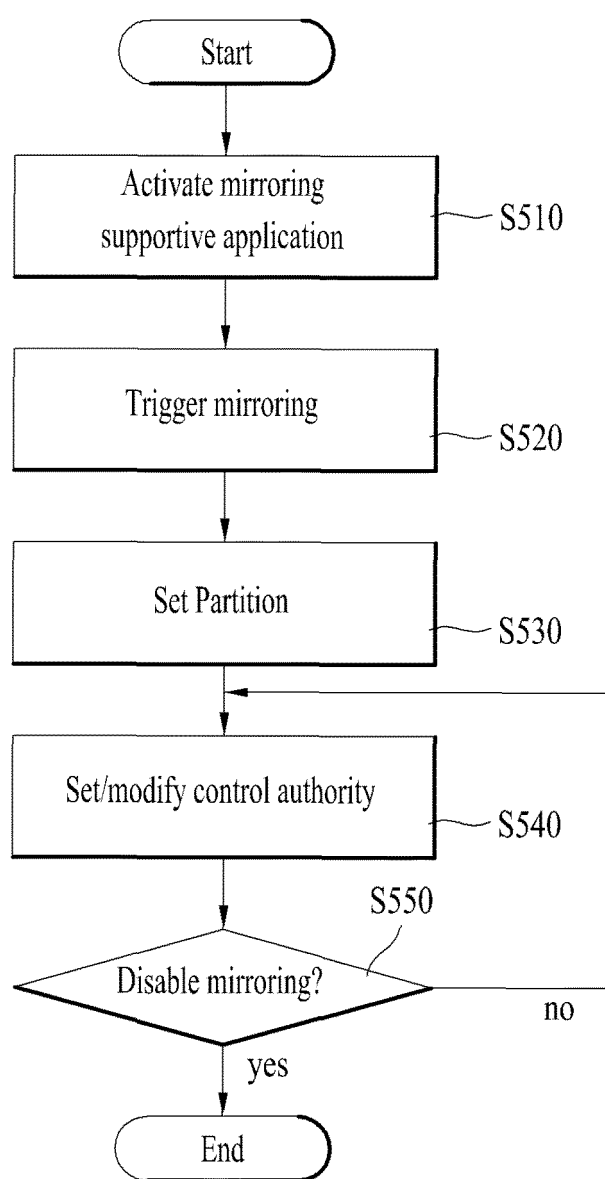 Start
Activate mirroring
supportive application
S510
Trigger mirroring
S520
Set Partition
S530
Set/modify control authority
S540
S550
Disable mirroring?
no
yes
End